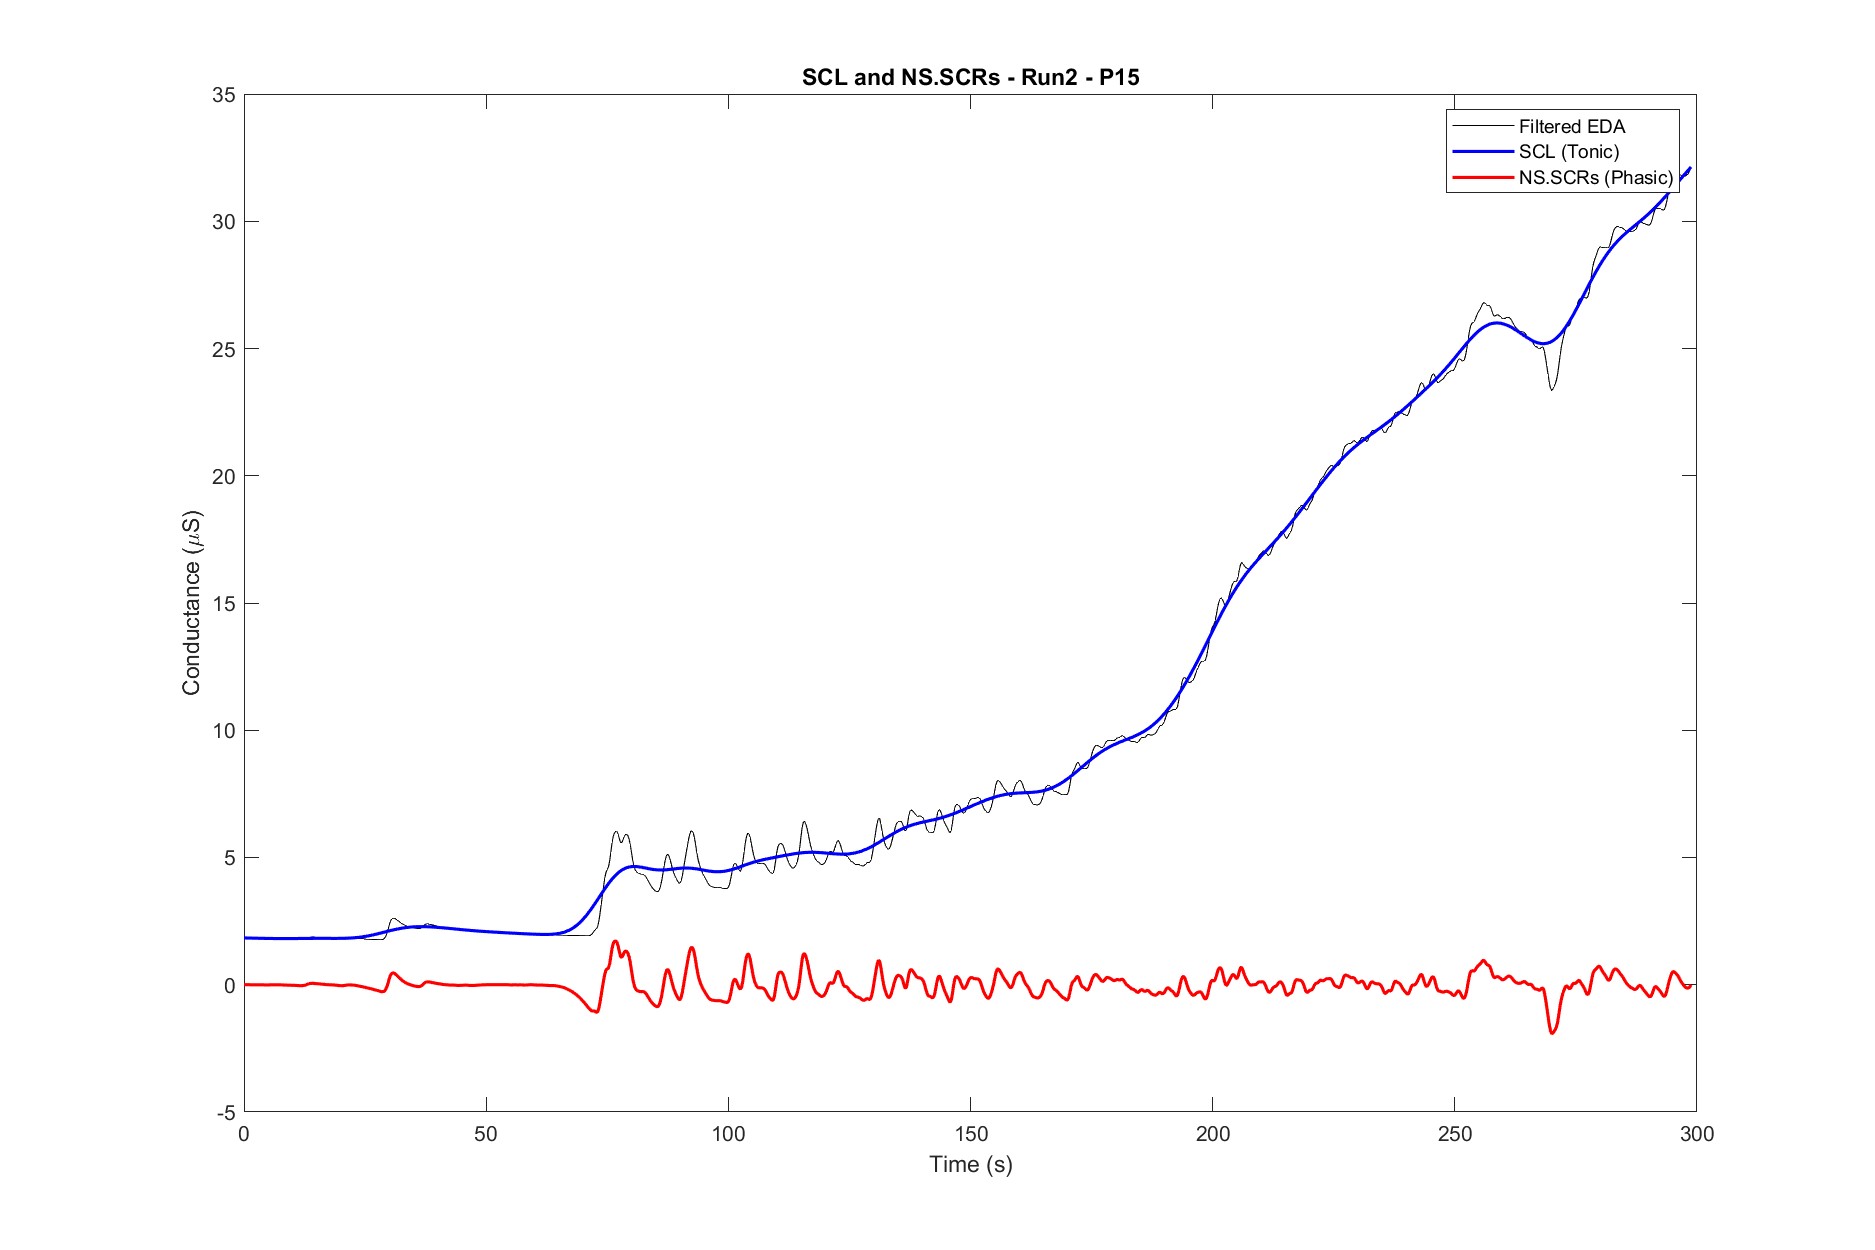 SCL and NS.SCRs - Run2 - P15
35
30
25
20
15
10
5
0
-5
Conductance (μS)
Filtered EDA
SCL (Tonic)
NS.SCRs (Phasic)
0 50 100 150 200 250 300
Time (s)